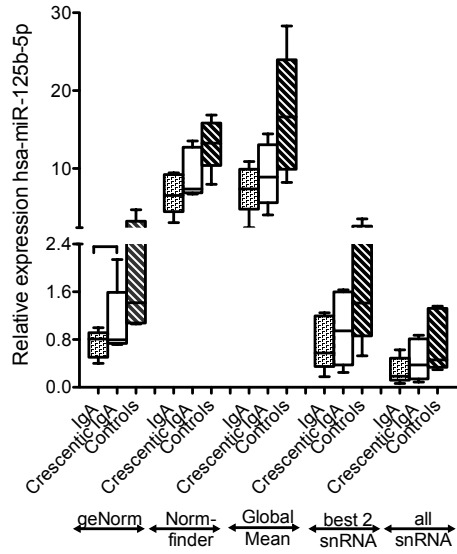 Relative expression hsa-miR-125b-5p
30
20
10
2.4
1.6
0.8
0.0
IgA
Crescentic IgA
Controls
IgA
Crescentic IgA
Controls
IgA
Crescentic IgA
Controls
IgA
Crescentic IgA
Controls
IgA
Crescentic IgA
Controls
geNorm
Norm-
finder
Global
Mean
best 2
snRNA
all
snRNA